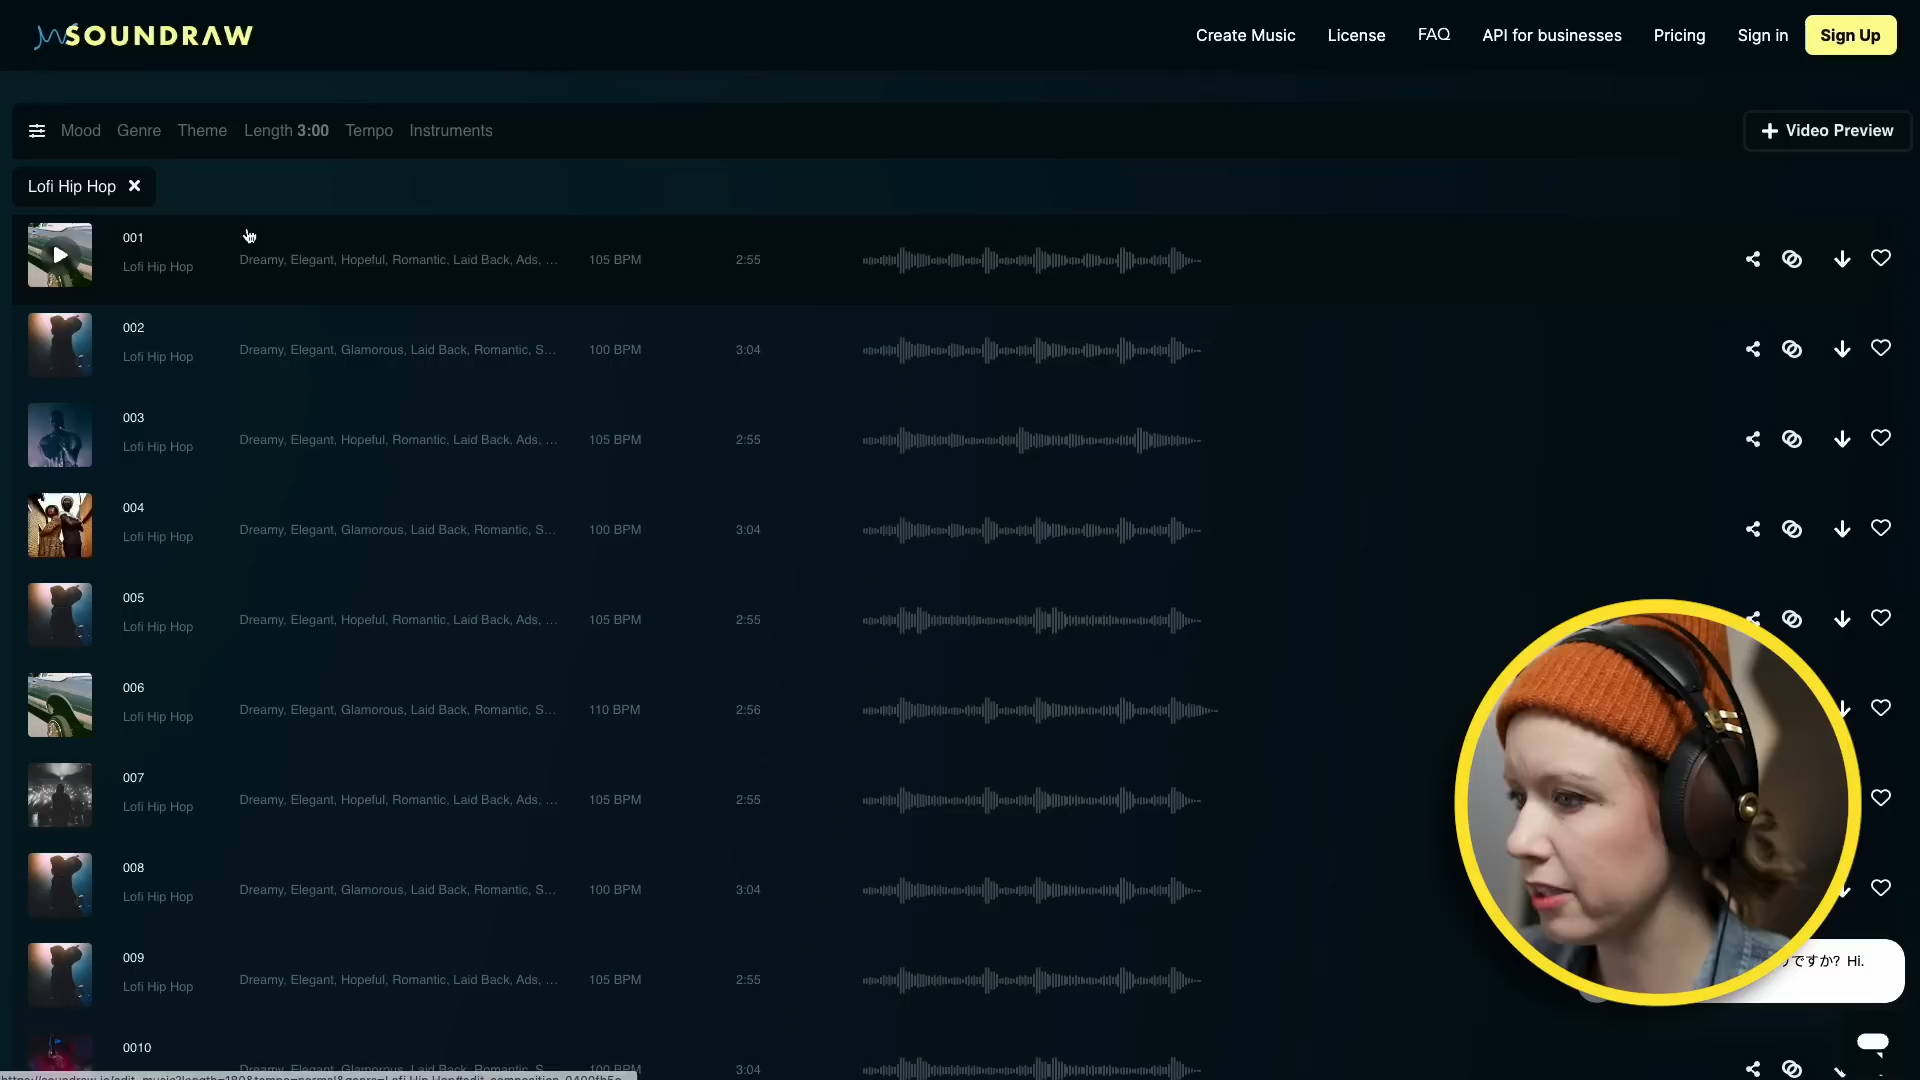 SOUNDRAW
Create Music License FAQ API for businesses Pricing Sign in Sign Up
Mood Genre Theme Length 3:00 Tempo Instruments
Video Preview
Lofi Hip Hop
001
Lofi Hip Hop
Dreamy, Elegant, Hopeful, Romantic, Laid Back, Ads, ... 105 BPM 2:55
002
Lofi Hip Hop
Dreamy, Elegant, Glamorous, Laid Back, Romantic, S... 100 BPM 3:04
003
Lofi Hip Hop
Dreamy, Elegant, Hopeful, Romantic, Laid Back, Ads, ... 105 BPM 2:55
004
Lofi Hip Hop
Dreamy, Elegant, Glamorous, Laid Back, Romantic, S... 100 BPM 3:04
005
Lofi Hip Hop
Dreamy, Elegant, Hopeful, Romantic, Laid Back, Ads, ... 105 BPM 2:55
006
Lofi Hip Hop
Dreamy, Elegant, Glamorous, Laid Back, Romantic, S... 110 BPM 2:56
007
Lofi Hip Hop
Dreamy, Elegant, Hopeful, Romantic, Laid Back, Ads, ... 105 BPM 2:55
008
Lofi Hip Hop
Dreamy, Elegant, Glamorous, Laid Back, Romantic, S... 100 BPM 3:04
009
Lofi Hip Hop
Dreamy, Elegant, Hopeful, Romantic, Laid Back, Ads, ... 105 BPM 2:55
ですか? Hi.
0010
Dreamy, Elegant, Glamorous, Laid Back, Romantic, S... 100 BPM 3:04